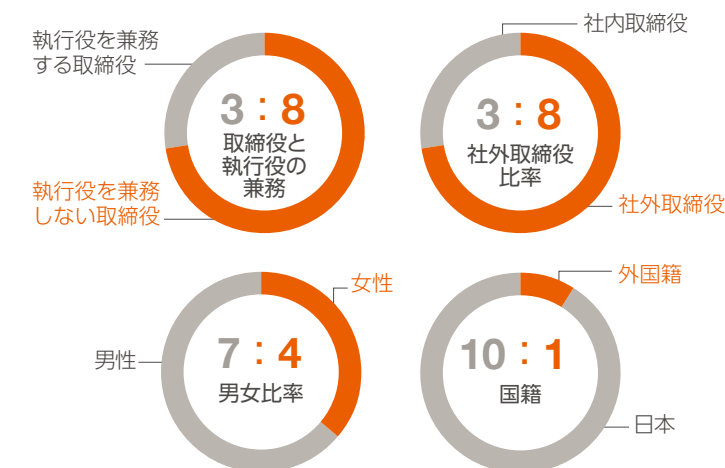 執行役を兼務
する取締役
3：8
取締役と
執行役の
兼務
執行役を兼務
しない取締役
社内取締役
3：8
社外取締役
比率
社外取締役
女性
7：4
男女比率
男性
外国籍
10：1
国籍
日本